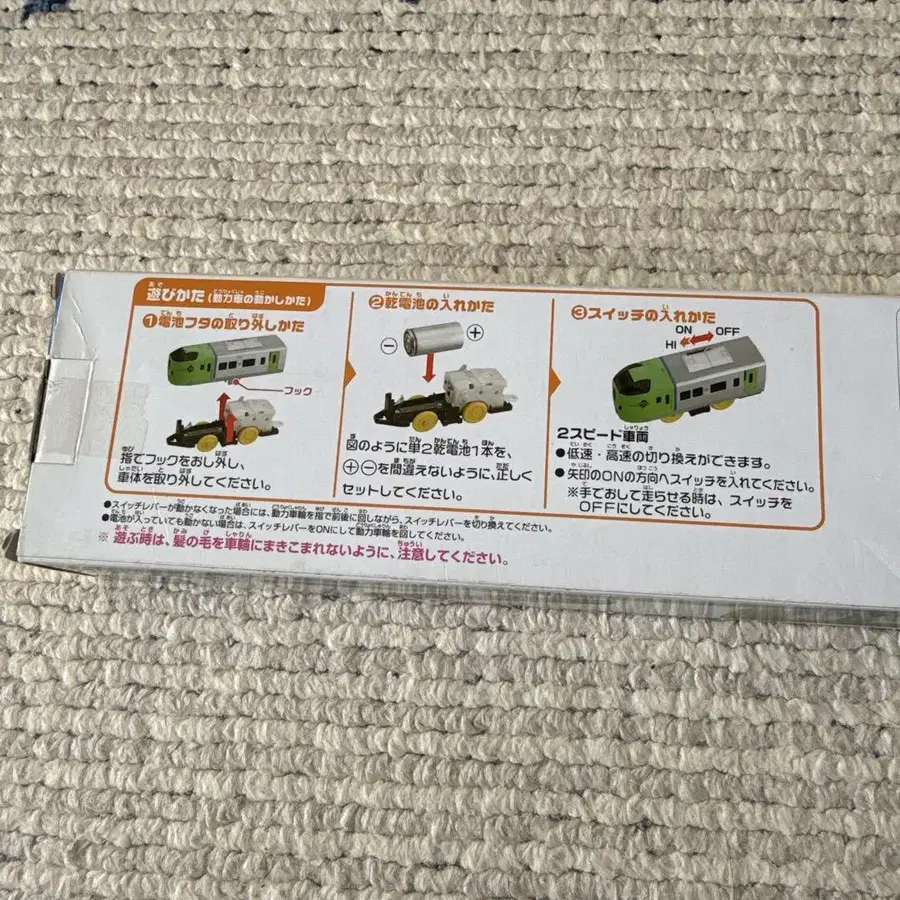 遊びかた(動力車の動かしかた)
①電池フタの取り外しかた
フック
指でフックをおし外し、
車体を取り外してください。
②乾電池の入れかた
⊖ ⊕
図のように単2乾電池1本を、
⊕⊖を間違えないように、正しく
セットしてください。
③スイッチの入れかた
ON OFF
HI
2スピード車両
●低速・高速の切り換えができます。
●矢印のONの方向へスイッチを入れてください。
※手でおして走らせる時は、スイッチを
OFFにしてください。
●スイッチレバーが動かなくなった場合には、動力車輪を指で前後に回しながら、スイッチレバーを切り換えてください。
●電池が入っていても動かない場合は、スイッチレバーをONにして動力車輪を回してください。
※ 遊ぶ時は、髪の毛を車輪にまきこまれないように、注意してください。